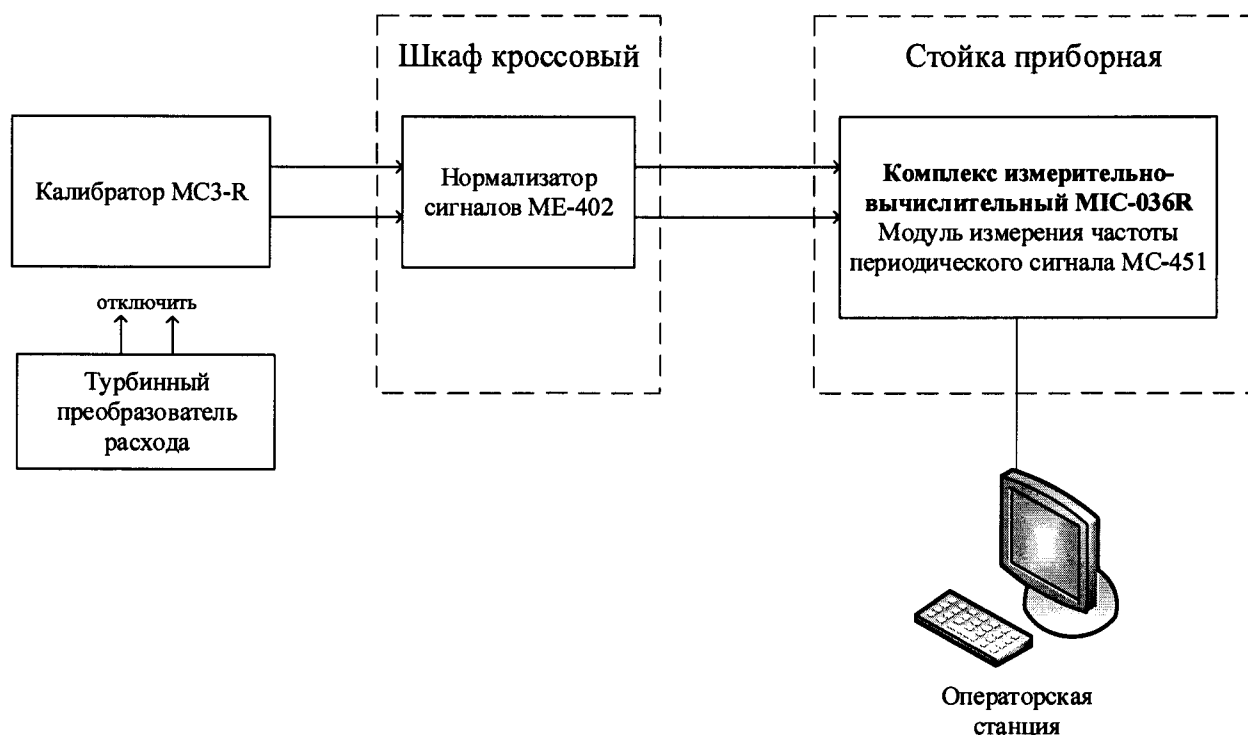 Шкаф кроссовый
Стойка приборная
Калибратор МС3-R
Нормализатор
сигналов МЕ-402
Комплекс измерительно-
вычислительный MIC-036R
Модуль измерения частоты
периодического сигнала МС-451
отключить
Турбинный
преобразователь
расхода
Операторская
станция